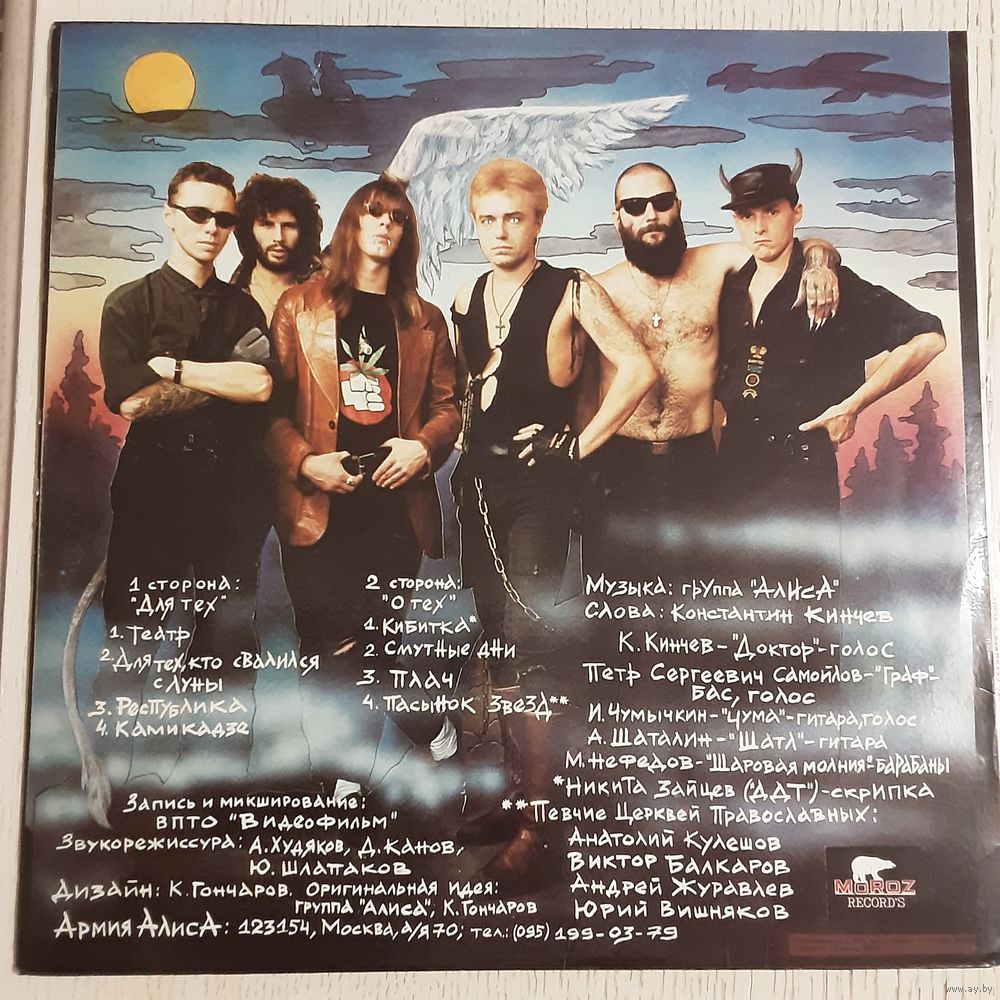 1 сторона:
"Для тех"
1. Театр
2. Для тех, кто свалился
с Луны
3. Республика
4. Камикадзе
2 сторона:
"О тех"
1. Кибитка*
2. Смутные дни
3. Плач
4. Пасынок звезд**
Музыка: группа "АлисА"
Слова: Константин Кинчев
К. Кинчев - "Доктор" - голос
Петр Сергеевич Самойлов - "Граф" -
бас, голос
И. Чумычкин - "Чума" - гитара, голос
А. Шаталин - "Шатл" - гитара
М. Нефедов - "Шаровая молния" - барабаны
*Никита Зайцев ("ДДТ") - скрипка
**Певчие Церквей Православных:
Анатолий Кулешов
Виктор Балкаров
Андрей Журавлев
Юрий Вишняков
Запись и микширование:
ВПТО "Видеофильм"
Звукорежиссура: А. Худяков, Д. Канов,
Ю. Шлапаков
Дизайн: К. Гончаров. Оригинальная идея:
группа "АлисА", К. Гончаров
Армия АлисА: 123154, Москва, а/я 70; тел.: (095) 199-03-79
MOROZ
RECORD'S
www.ay.by